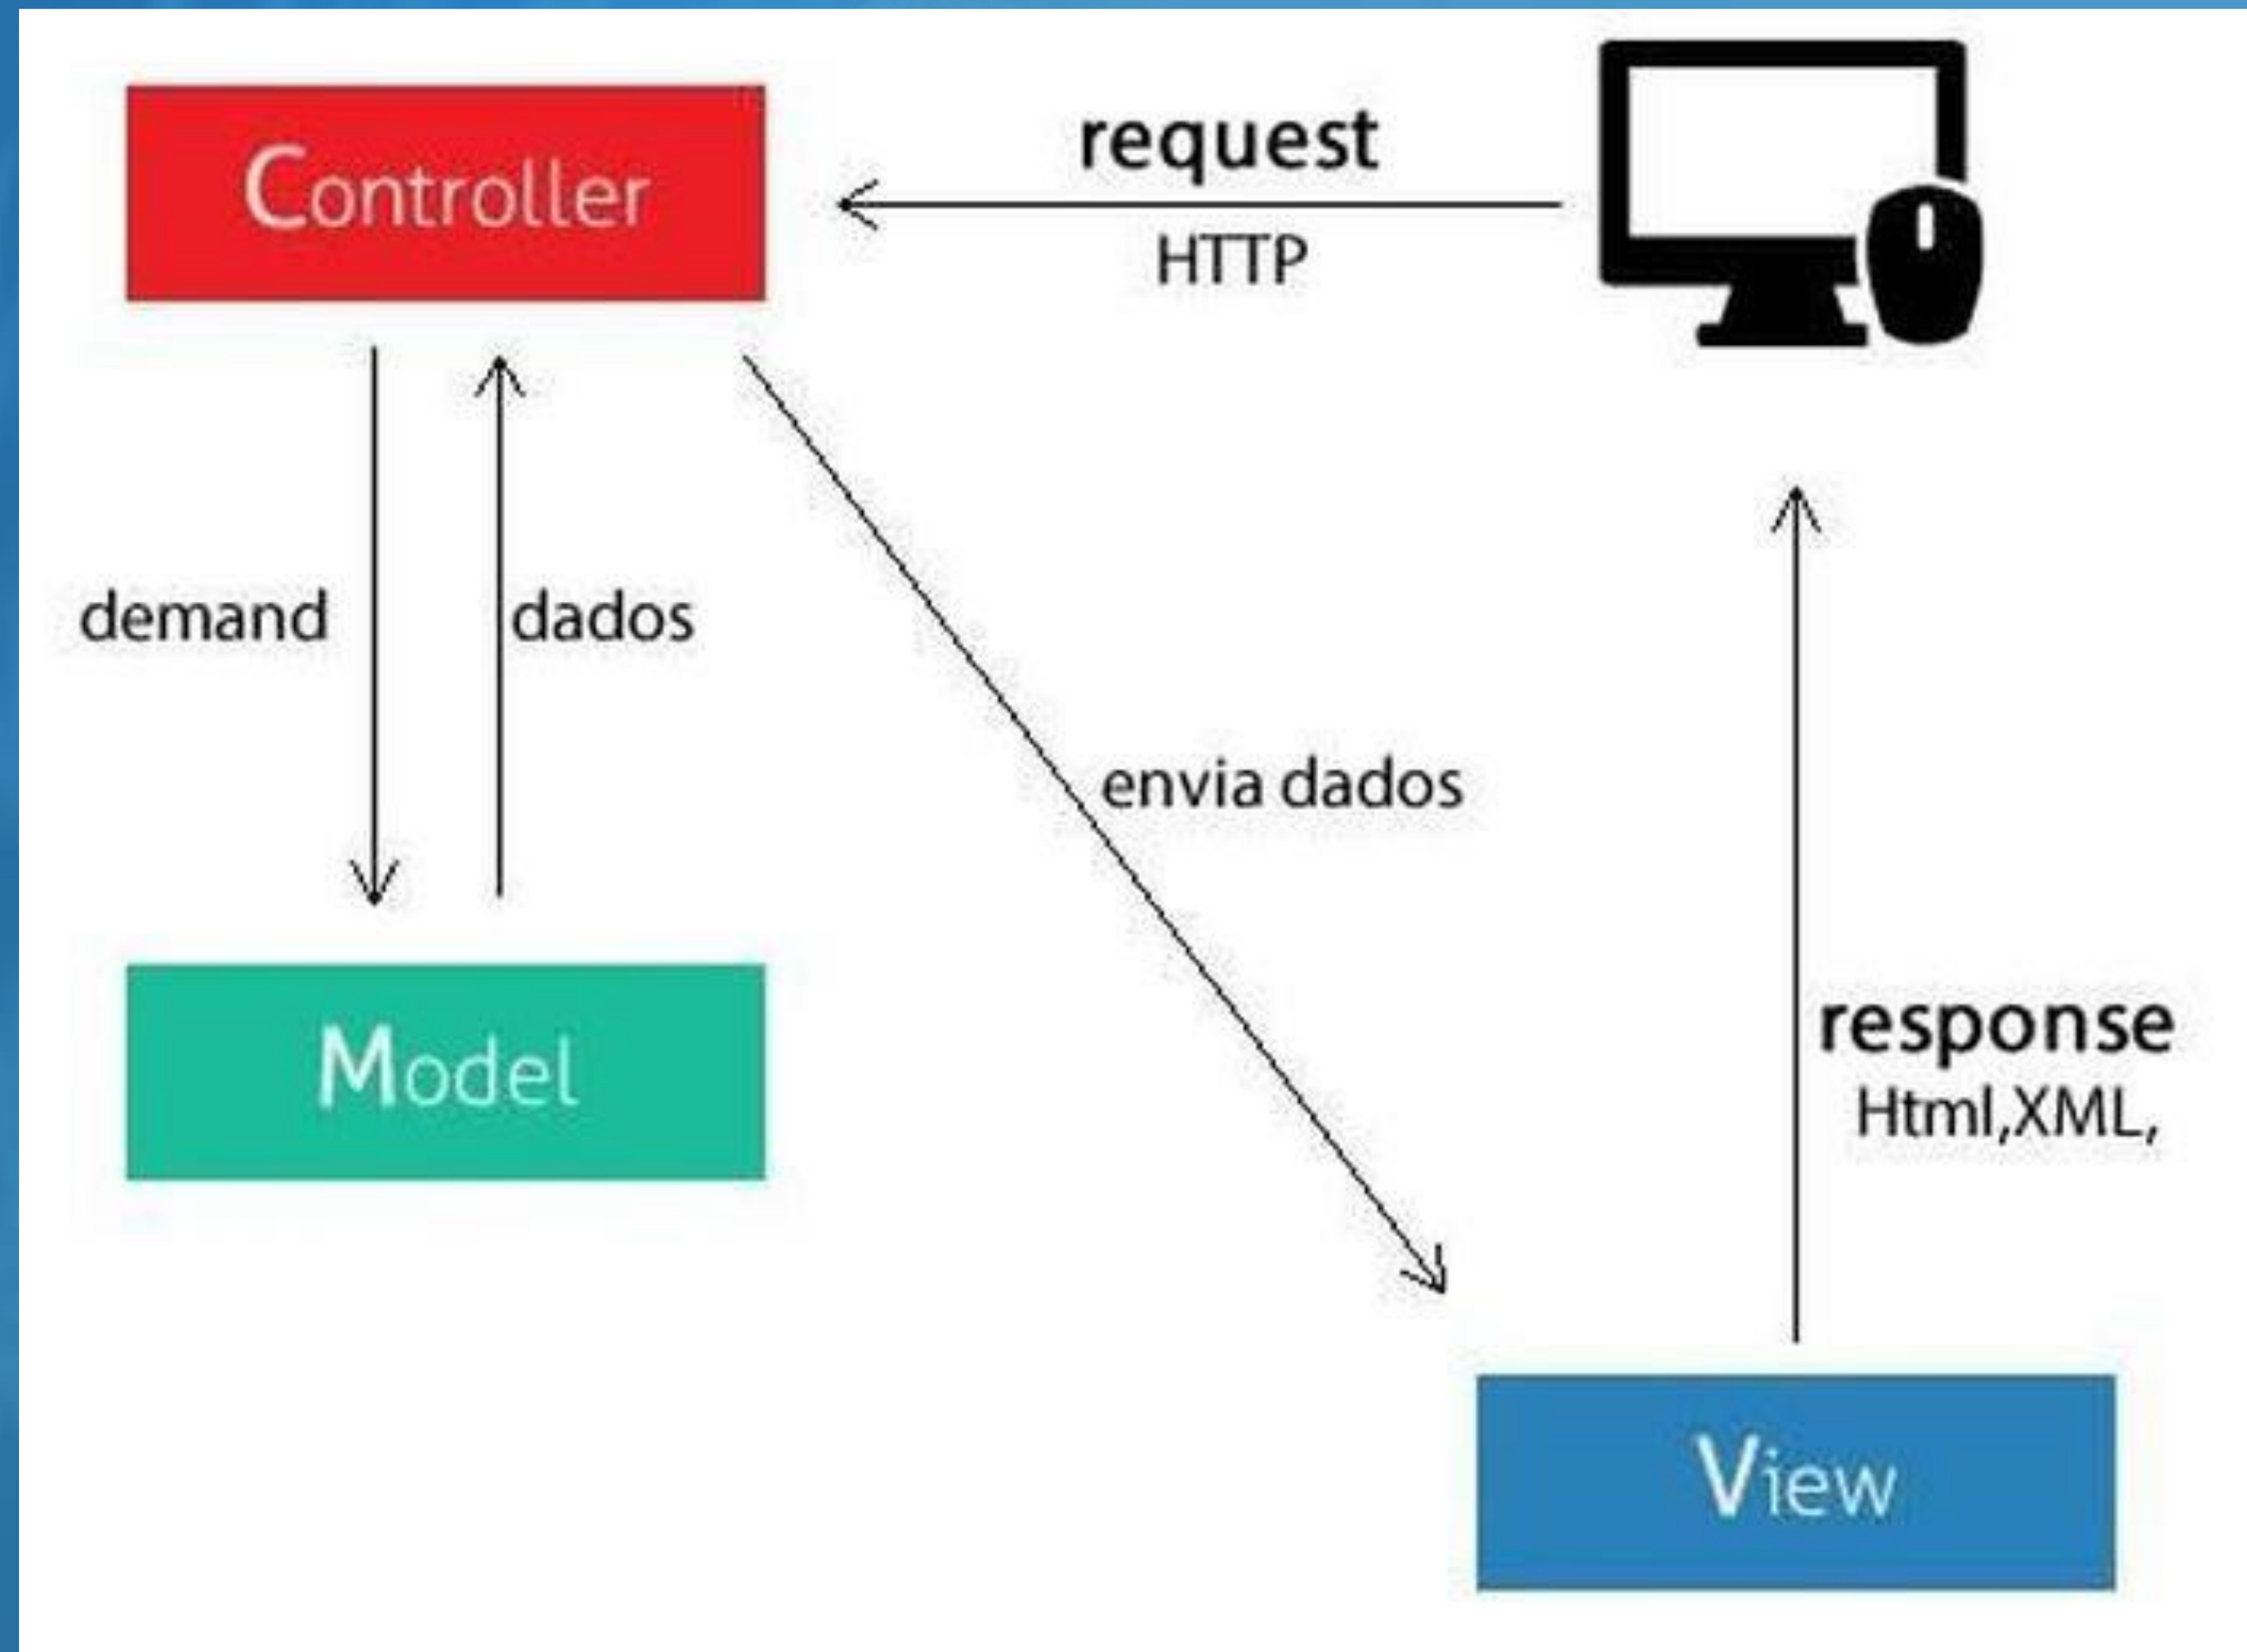 Controller
request
HTTP
demand
dados
envia dados
response
Html,XML,
Model
View